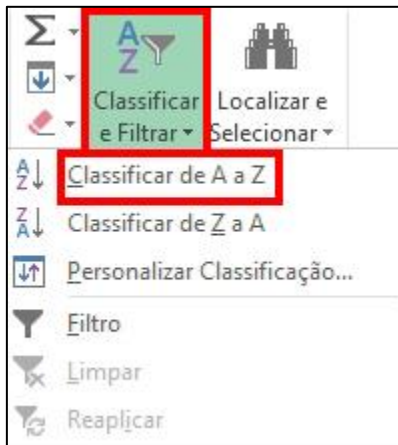 Classificar
e Filtrar
Localizar e
Selecionar
Classificar de A a Z
Classificar de Z a A
Personalizar Classificação...
Filtro
Limpar
Reaplicar